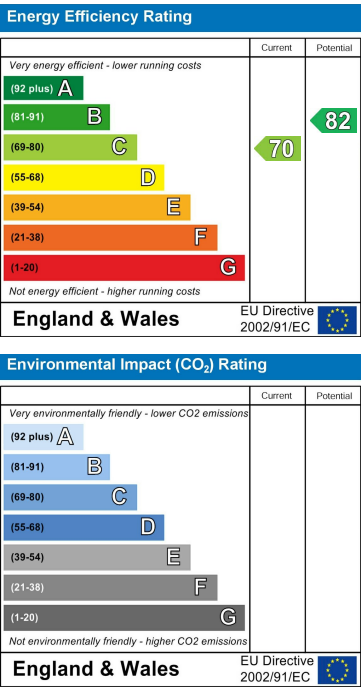 Energy Efficiency Rating
Current Potential
Very energy efficient - lower running costs
(92 plus) A
(81-91) B
82
(69-80) C
70
(55-68) D
(39-54) E
(21-38) F
(1-20) G
Not energy efficient - higher running costs
England & Wales
EU Directive
2002/91/EC
Environmental Impact (CO2) Rating
Current Potential
Very environmentally friendly - lower CO2 emissions
(92 plus) A
(81-91) B
(69-80) C
(55-68) D
(39-54) E
(21-38) F
(1-20) G
Not environmentally friendly - higher CO2 emissions
England & Wales
EU Directive
2002/91/EC